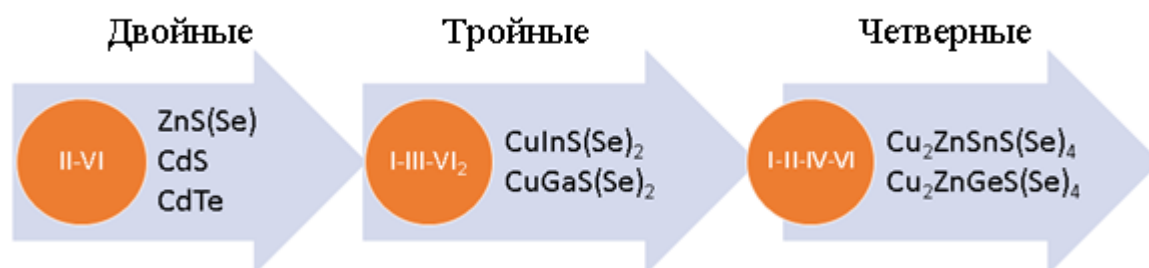 Двойные
Тройные
Четверные
II-VI
ZnS(Se)
CdS
CdTe
I-III-VI₂
CuInS(Se)₂
CuGaS(Se)₂
I-II-IV-VI
Cu₂ZnSnS(Se)₄
Cu₂ZnGeS(Se)₄